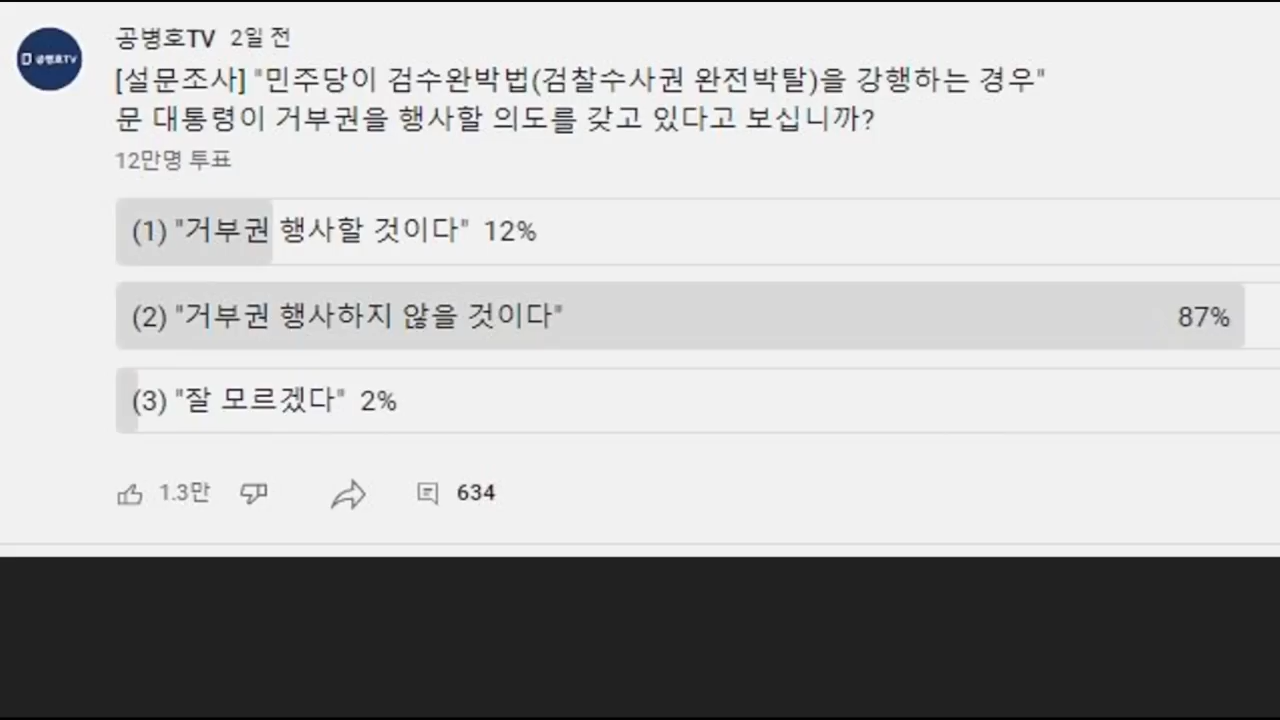 공병호TV
공병호TV 2일 전
[설문조사] "민주당이 검수완박법(검찰수사권 완전박탈)을 강행하는 경우"
문 대통령이 거부권을 행사할 의도를 갖고 있다고 보십니까?
12만명 투표
(1) "거부권 행사할 것이다" 12%
(2) "거부권 행사하지 않을 것이다" 87%
(3) "잘 모르겠다" 2%
1.3만 634